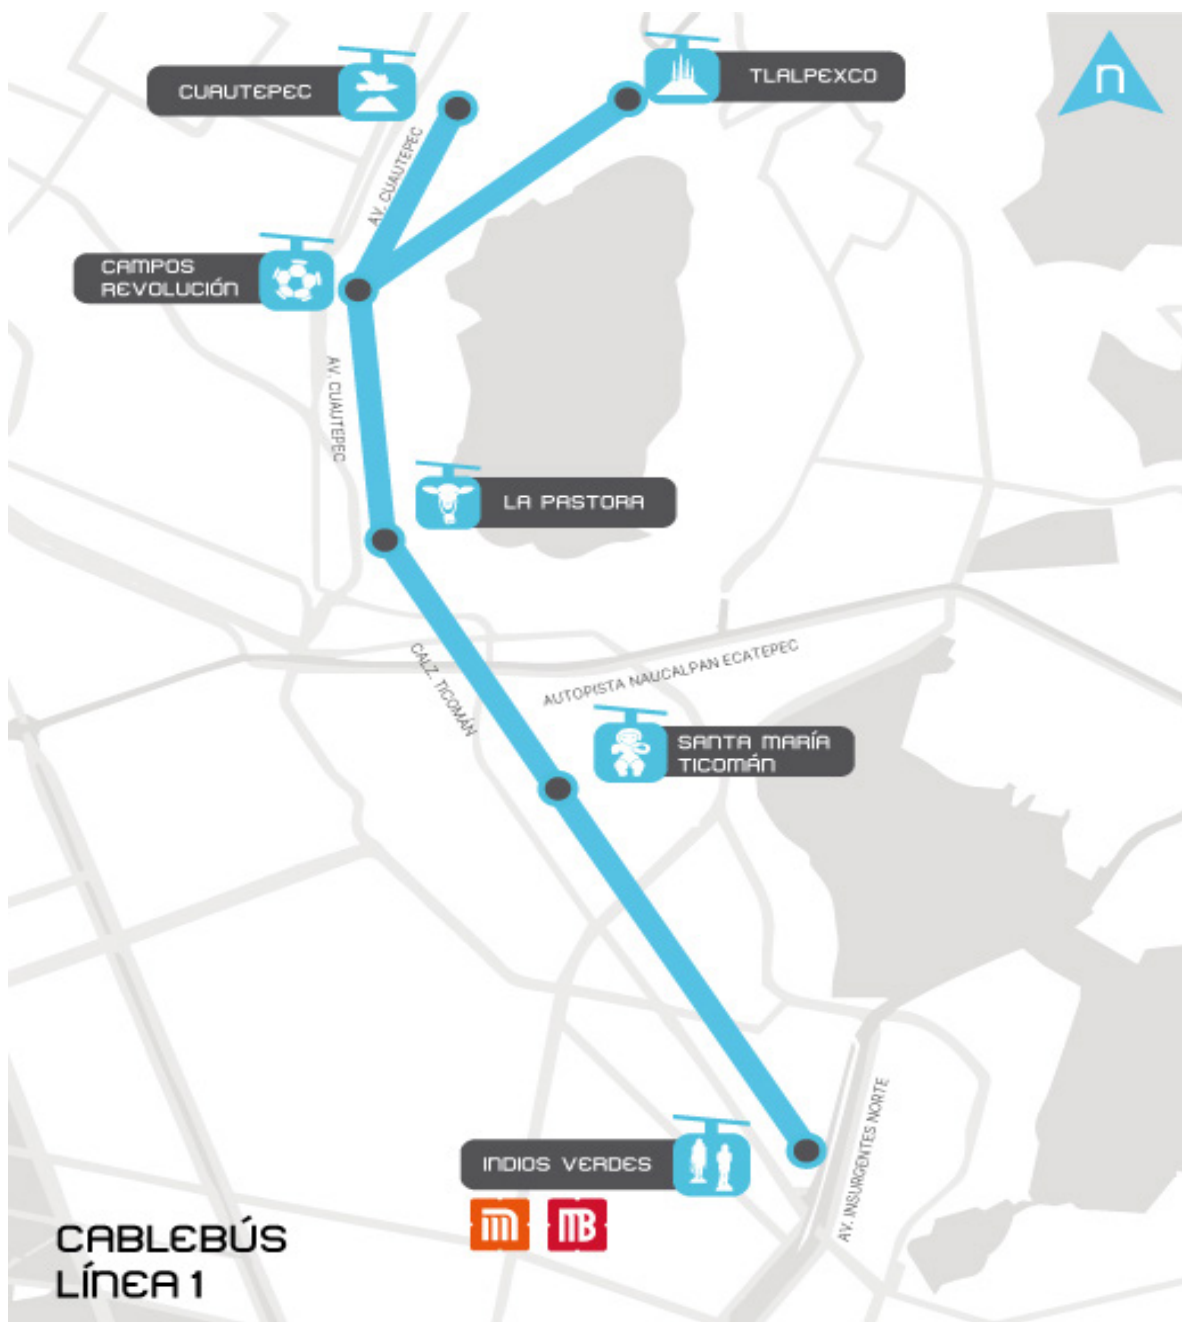 CUAUTEPEC
TLALPEXCO
n
AV. CUAUTEPEC
CAMPOS
REVOLUCIÓN
AV. CUAUTEPEC
LA PASTORA
CALZ. TICOMÁN
AUTOPISTA NAUCALPAN ECATEPEC
SANTA MARÍA
TICOMÁN
INDIOS VERDES
M
MB
AV. INSURGENTES NORTE
CABLEBÚS
LÍNEA 1